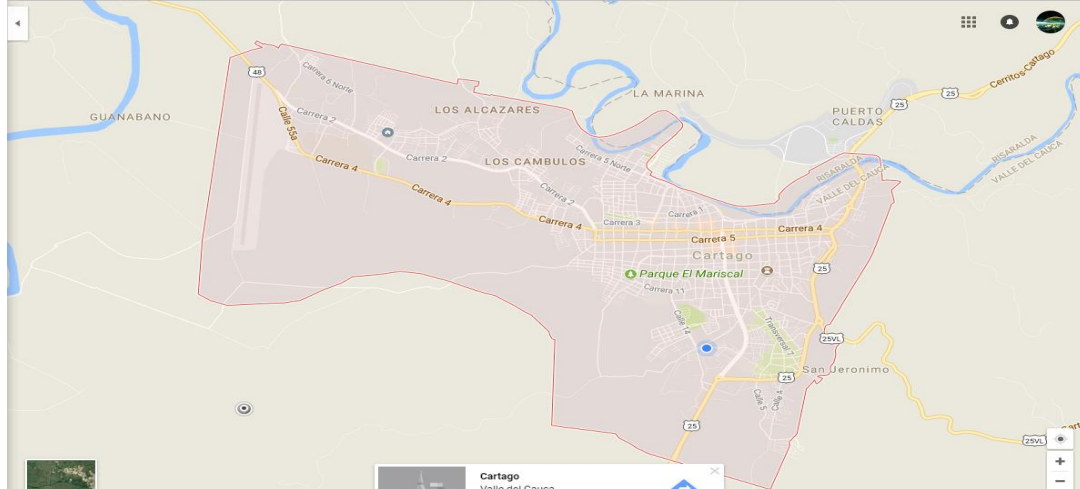 Cerritos-Cartago
48
Carrera 6 Norte
25
25
LA MARINA
GUANABANO
LOS ALCAZARES
PUERTO
CALDAS
Calle 55a
Carrera 2
RISARALDA
VALLE DEL CAUCA
Carrera 4
Carrera 2
LOS CAMBULOS
Carrera 5 Norte
RISARALDA
VALLE DEL CAUCA
Carrera 4
Carrera 2
Carrera 1
Carrera 4
Carrera 3
Carrera 4
Carrera 5
Cartago
25
Parque El Mariscal
Carrera 11
Calle 14
Transversal 7
25VL
San Jeronimo
25
Calle 5
Calle 4
25
25VL
Cartago
Valle del Cauca
+
−